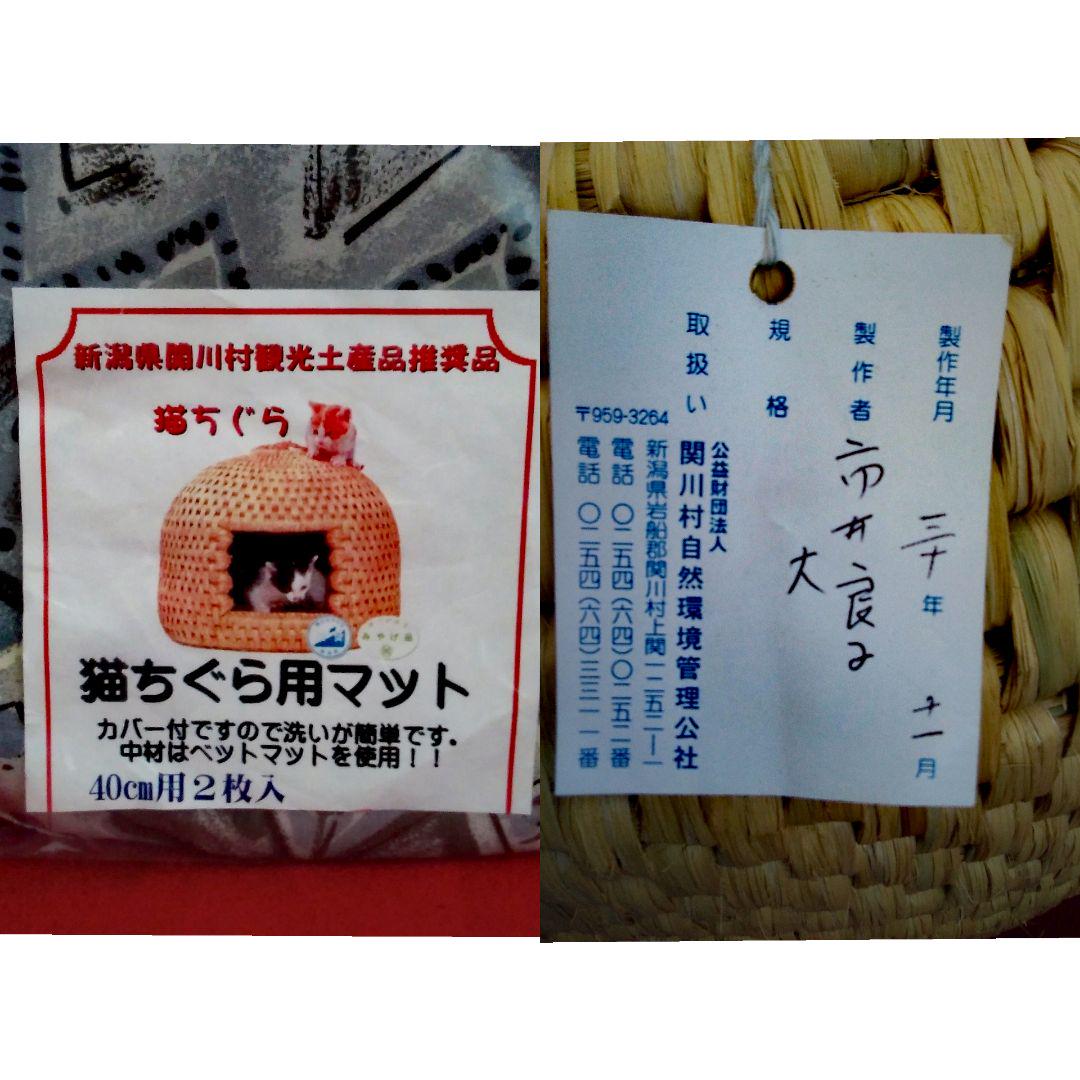 新潟県関川村観光土産品推奨品
猫ちぐら
みやげ品
猫ちぐら用マット
カバー付ですので洗いが簡単です.
中材はベットマットを使用！！
40㎝用２枚入
製作年月 三十年 十一月
製作者 市井良子
規格 大
取扱い
公益財団法人
関川村自然環境管理公社
〒959-3264
新潟県岩船郡関川村上関一二五二―一
電話 〇二五四(六四)〇二五二番
電話 〇二五四(六四)三三一一番